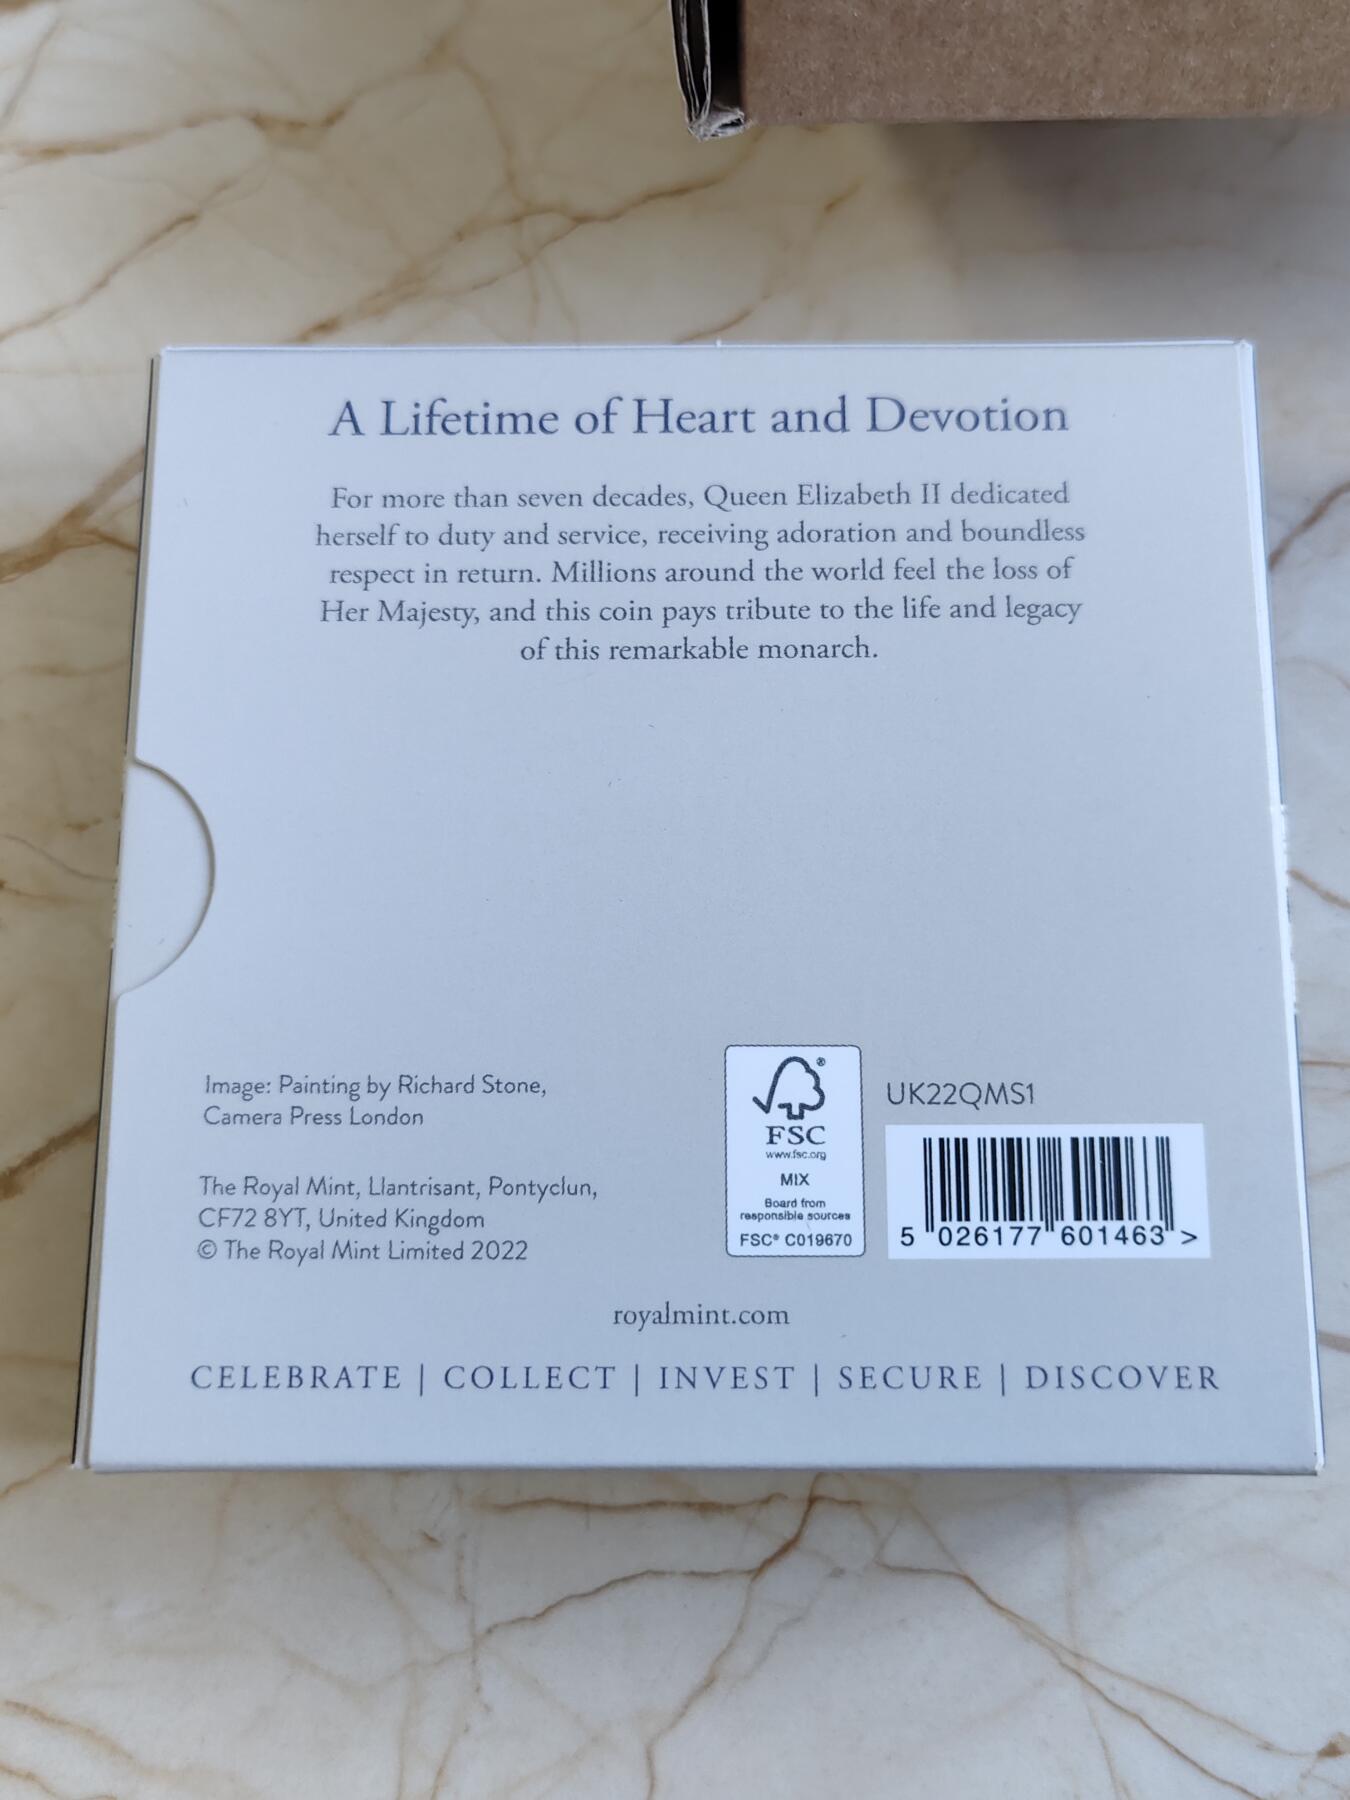 A Lifetime of Heart and Devotion
For more than seven decades, Queen Elizabeth II dedicated
herself to duty and service, receiving adoration and boundless
respect in return. Millions around the world feel the loss of
Her Majesty, and this coin pays tribute to the life and legacy
of this remarkable monarch.
Image: Painting by Richard Stone,
Camera Press London
The Royal Mint, Llantrisant, Pontyclun,
CF72 8YT, United Kingdom
© The Royal Mint Limited 2022
®
FSC
www.fsc.org
MIX
Board from
responsible sources
FSC® C019670
UK22QMS1
5 026177 601463 >
royalmint.com
CELEBRATE | COLLECT | INVEST | SECURE | DISCOVER